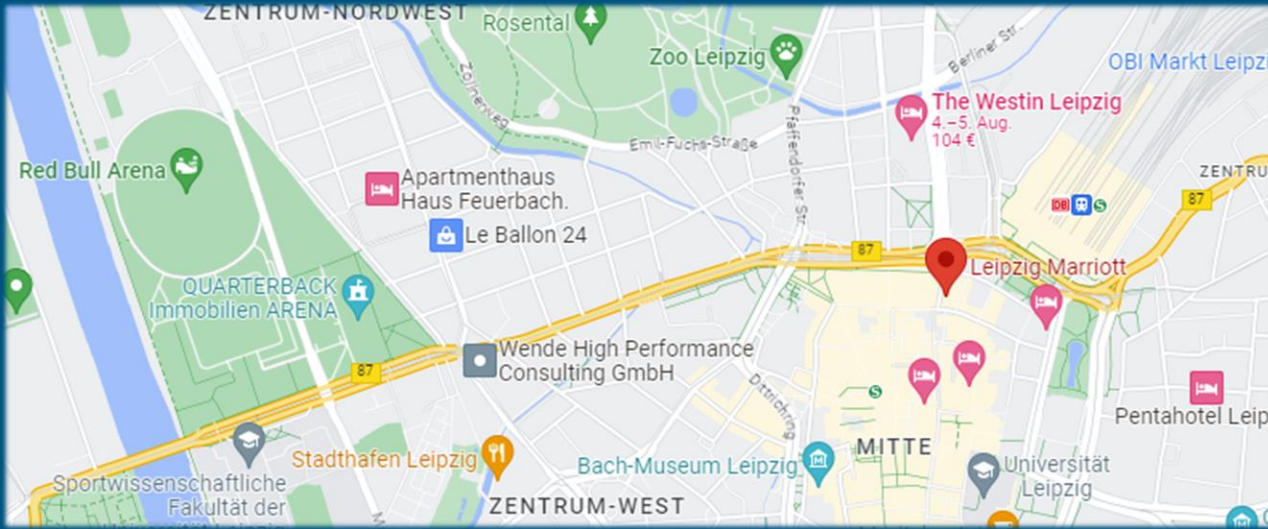 ZENTRUM-NORDWEST
Rosental
Zoo Leipzig
Berliner Str.
OBI Markt Leipzi
Zöllnerweg
The Westin Leipzig
4.–5. Aug.
104 €
Emil-Fuchs-Straße
Pfaffendorfer Str.
Red Bull Arena
Apartmenthaus
Haus Feuerbach.
ZENTRU
87
DB
S
Le Ballon 24
87
Leipzig Marriott
QUARTERBACK
Immobilien ARENA
Wende High Performance
Consulting GmbH
87
Dittrichring
S
Pentahotel Leip
MITTE
Stadthafen Leipzig
Bach-Museum Leipzig
Universität
Leipzig
Sportwissenschaftliche
Fakultät der
ZENTRUM-WEST